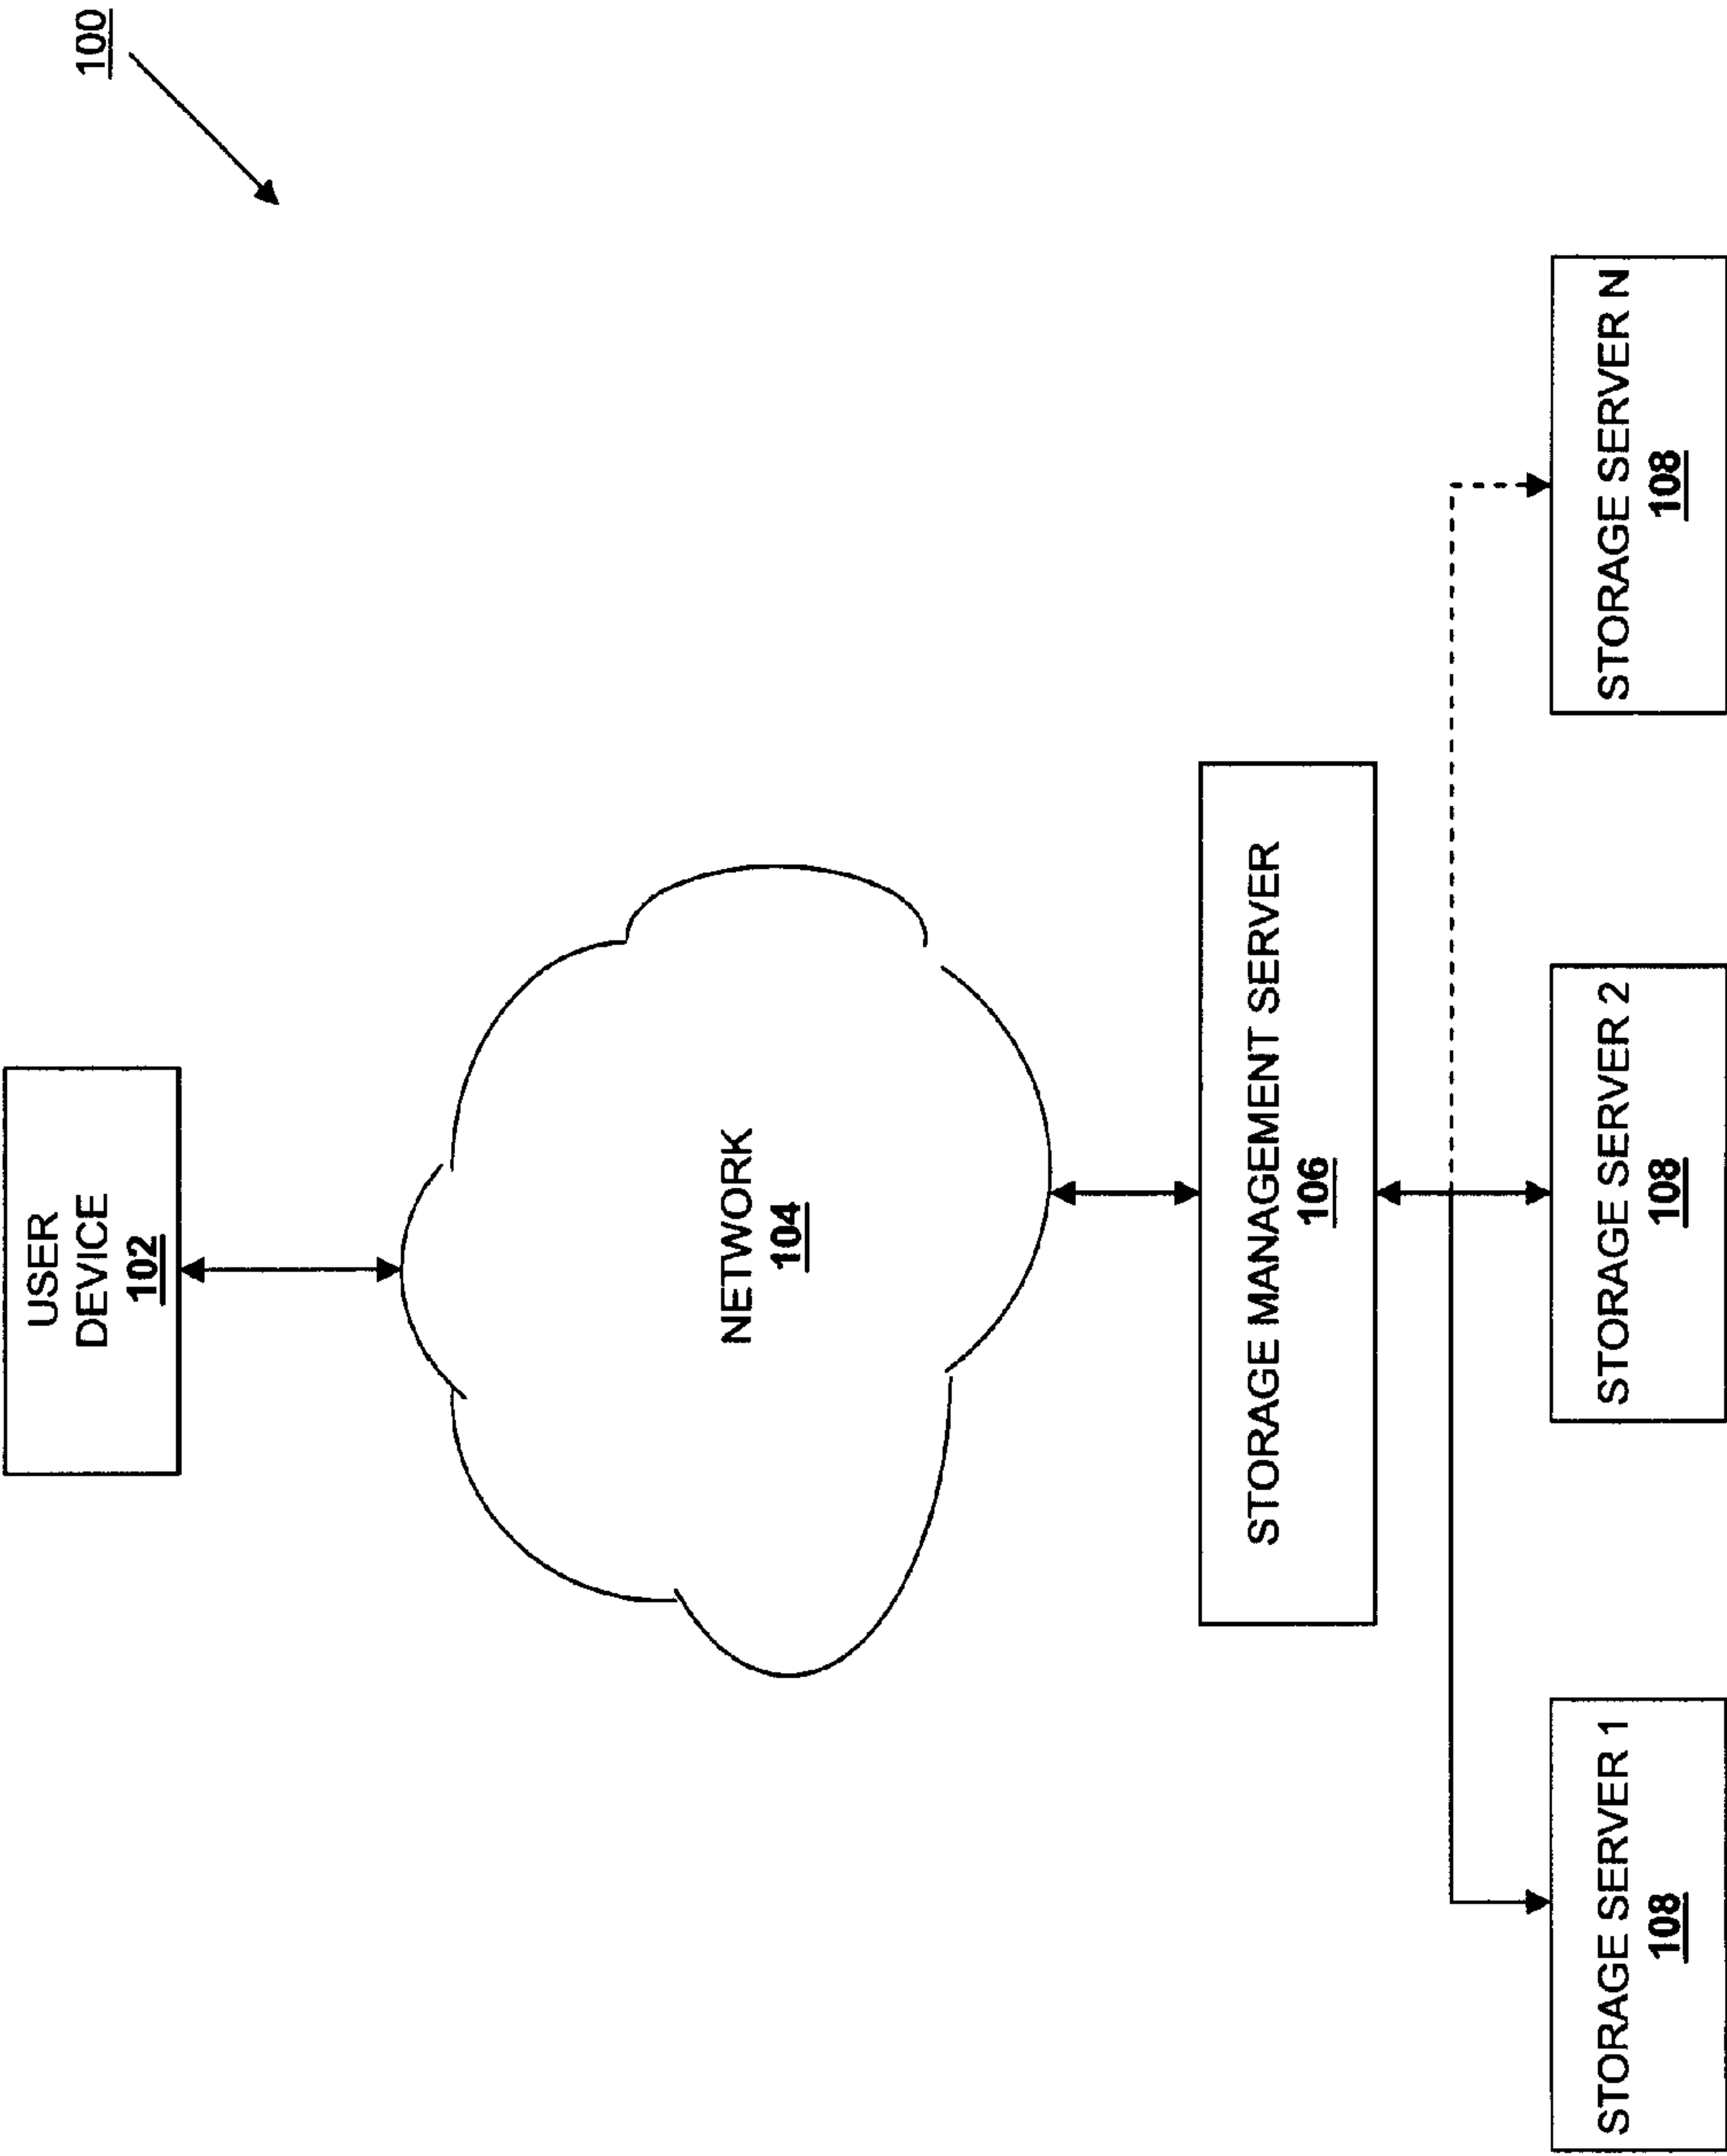 100
USER
DEVICE
102
NETWORK
104
STORAGE MANAGEMENT SERVER
106
STORAGE SERVER 1
108
STORAGE SERVER 2
108
STORAGE SERVER N
108